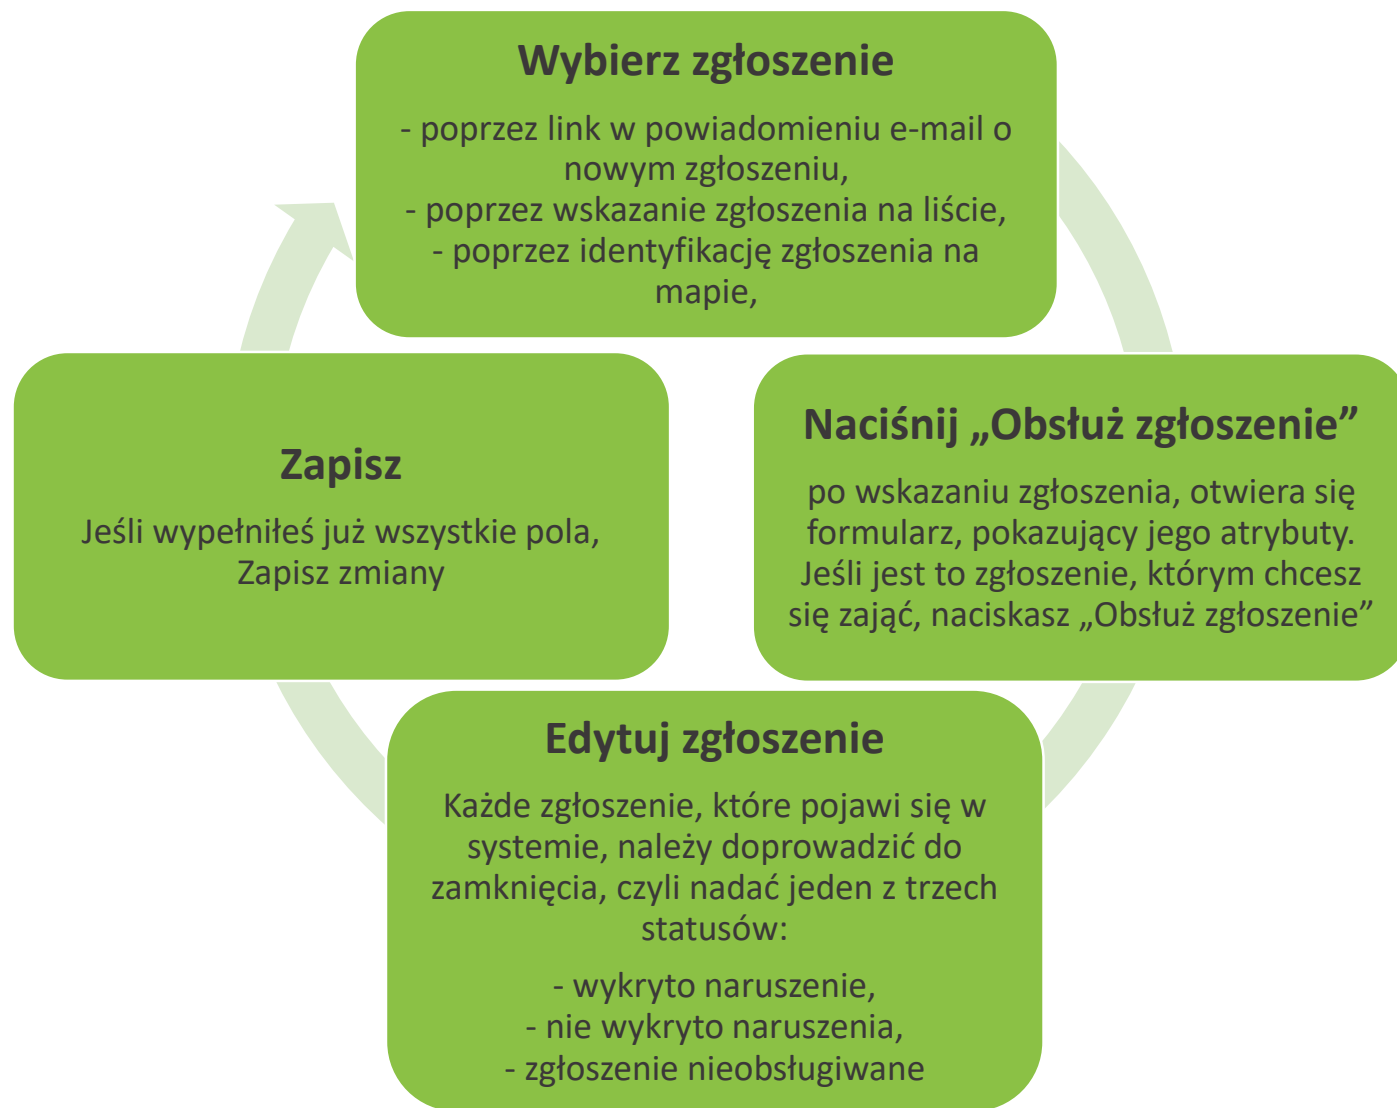 Wybierz zgłoszenie
- poprzez link w powiadomieniu e-mail o
nowym zgłoszeniu,
- poprzez wskazanie zgłoszenia na liście,
- poprzez identyfikację zgłoszenia na
mapie,
Naciśnij „Obsłuż zgłoszenie”
po wskazaniu zgłoszenia, otwiera się
formularz, pokazujący jego atrybuty.
Jeśli jest to zgłoszenie, którym chcesz
się zająć, naciskasz „Obsłuż zgłoszenie”
Edytuj zgłoszenie
Każde zgłoszenie, które pojawi się w
systemie, należy doprowadzić do
zamknięcia, czyli nadać jeden z trzech
statusów:
- wykryto naruszenie,
- nie wykryto naruszenia,
- zgłoszenie nieobsługiwane
Zapisz
Jeśli wypełniłeś już wszystkie pola,
Zapisz zmiany